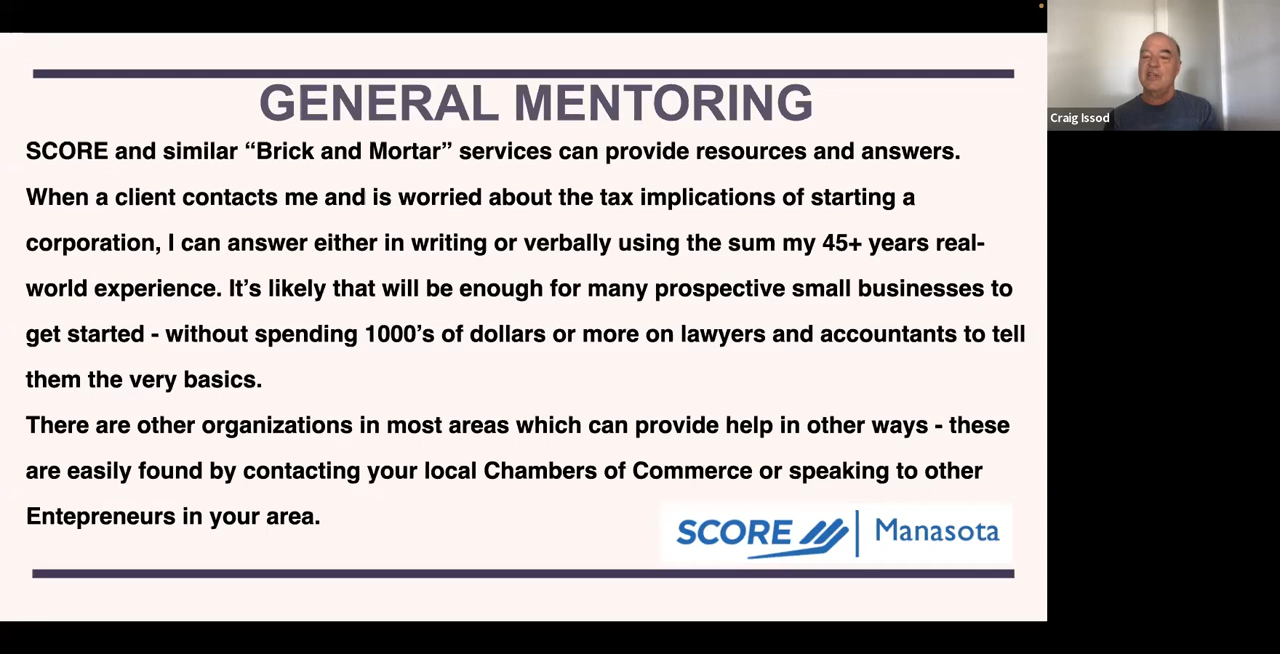 GENERAL MENTORING
SCORE and similar “Brick and Mortar” services can provide resources and answers.
When a client contacts me and is worried about the tax implications of starting a
corporation, I can answer either in writing or verbally using the sum my 45+ years real-
world experience. It’s likely that will be enough for many prospective small businesses to
get started - without spending 1000’s of dollars or more on lawyers and accountants to tell
them the very basics.
There are other organizations in most areas which can provide help in other ways - these
are easily found by contacting your local Chambers of Commerce or speaking to other
Entepreneurs in your area.
SCORE | Manasota
Craig Issod